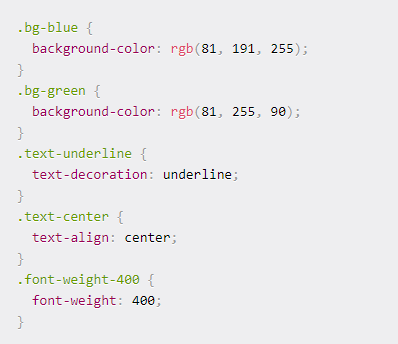 .bg-blue {
  background-color: rgb(81, 191, 255);
}
.bg-green {
  background-color: rgb(81, 255, 90);
}
.text-underline {
  text-decoration: underline;
}
.text-center {
  text-align: center;
}
.font-weight-400 {
  font-weight: 400;
}